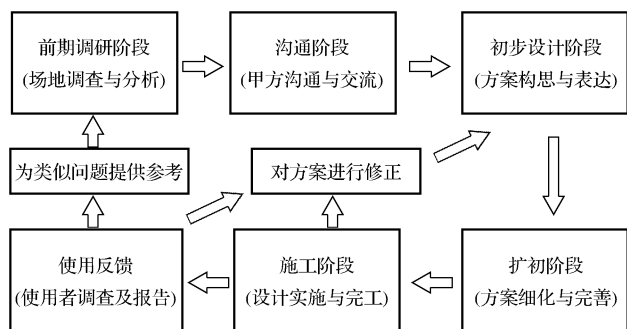 前期调研阶段
(场地调查与分析)
沟通阶段
(甲方沟通与交流)
初步设计阶段
(方案构思与表达)
为类似问题提供参考
对方案进行修正
使用反馈
(使用者调查及报告)
施工阶段
(设计实施与完工)
扩初阶段
(方案细化与完善)